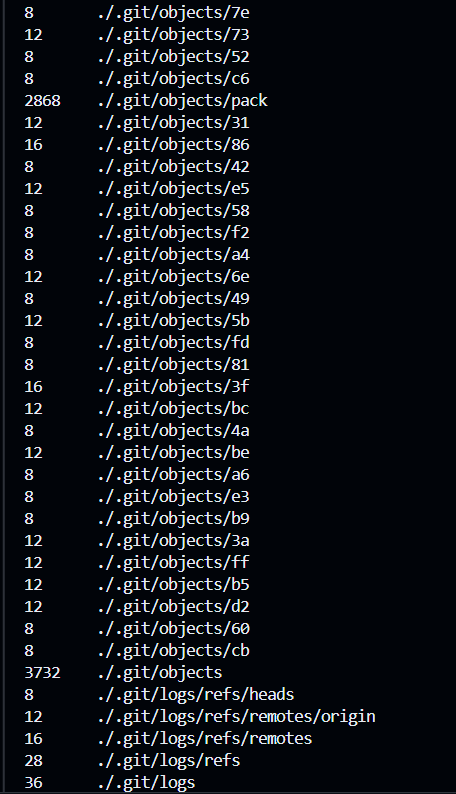 8 ./.git/objects/7e
12 ./.git/objects/73
8 ./.git/objects/52
8 ./.git/objects/c6
2868 ./.git/objects/pack
12 ./.git/objects/31
16 ./.git/objects/86
8 ./.git/objects/42
12 ./.git/objects/e5
8 ./.git/objects/58
8 ./.git/objects/f2
8 ./.git/objects/a4
12 ./.git/objects/6e
8 ./.git/objects/49
12 ./.git/objects/5b
8 ./.git/objects/fd
8 ./.git/objects/81
16 ./.git/objects/3f
12 ./.git/objects/bc
8 ./.git/objects/4a
12 ./.git/objects/be
8 ./.git/objects/a6
8 ./.git/objects/e3
8 ./.git/objects/b9
12 ./.git/objects/3a
12 ./.git/objects/ff
12 ./.git/objects/b5
12 ./.git/objects/d2
8 ./.git/objects/60
8 ./.git/objects/cb
3732 ./.git/objects
8 ./.git/logs/refs/heads
12 ./.git/logs/refs/remotes/origin
16 ./.git/logs/refs/remotes
28 ./.git/logs/refs
36 ./.git/logs